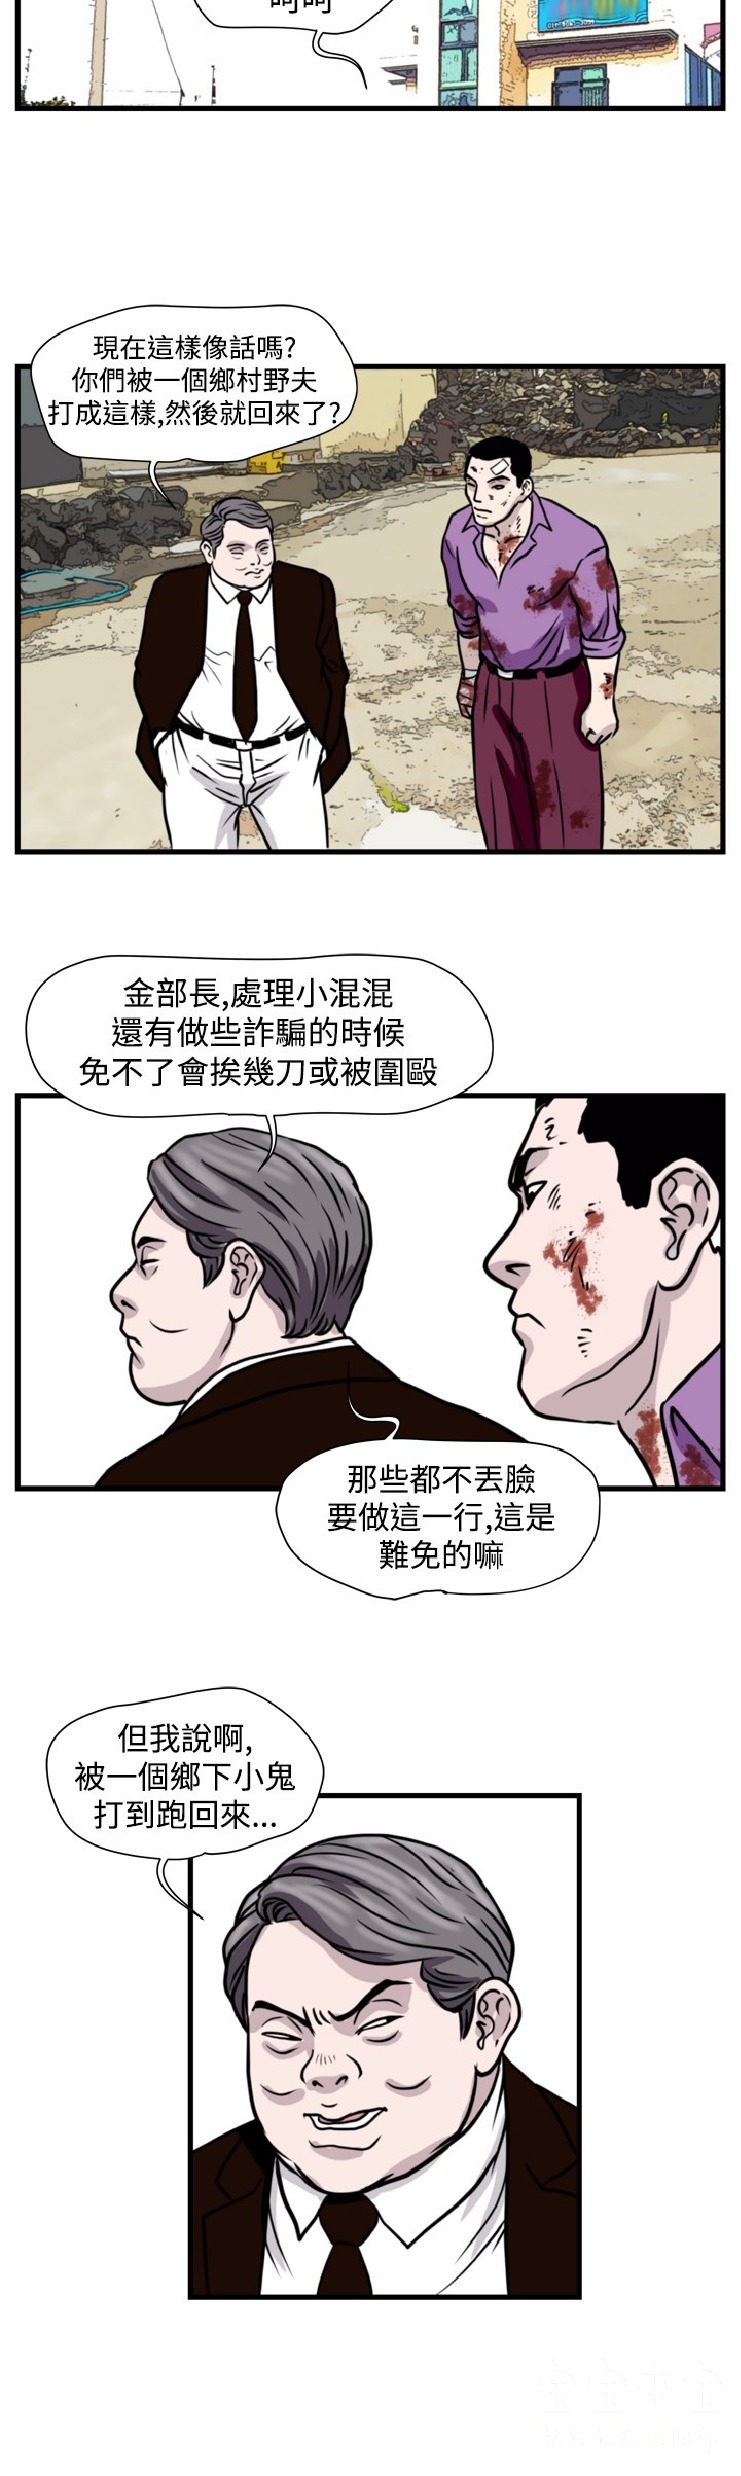 呵呵
現在這樣像話嗎?
你們被一個鄉村野夫
打成這樣,然後就回來了?
金部長,處理小混混
還有做些詐騙的時候
免不了會挨幾刀或被圍毆
那些都不丟臉
要做這一行,這是
難免的嘛
但我說啊,
被一個鄉下小鬼
打到跑回來...